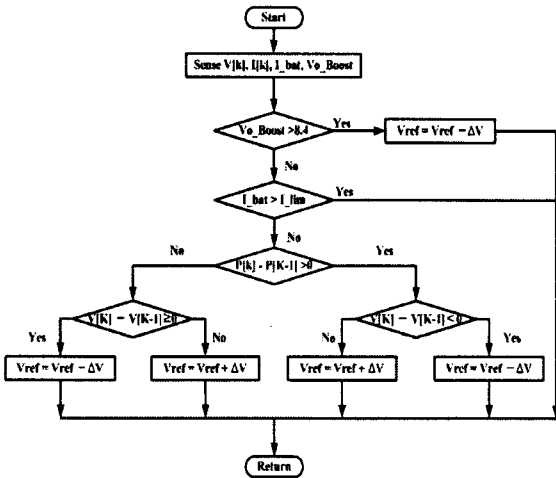 Start
Sense V[k], I[k], I_bat, Vo_Boost
Vo_Boost >8.4
Yes
Vref = Vref − ΔV
No
I_bat > I_lim
Yes
No
No
P[k] - P[K-1] >0
Yes
V[K] − V[K-1]≥0
V[K] − V[K-1]<0
Yes
No
No
Yes
Vref = Vref − ΔV
Vref = Vref + ΔV
Vref = Vref + ΔV
Vref = Vref − ΔV
Return